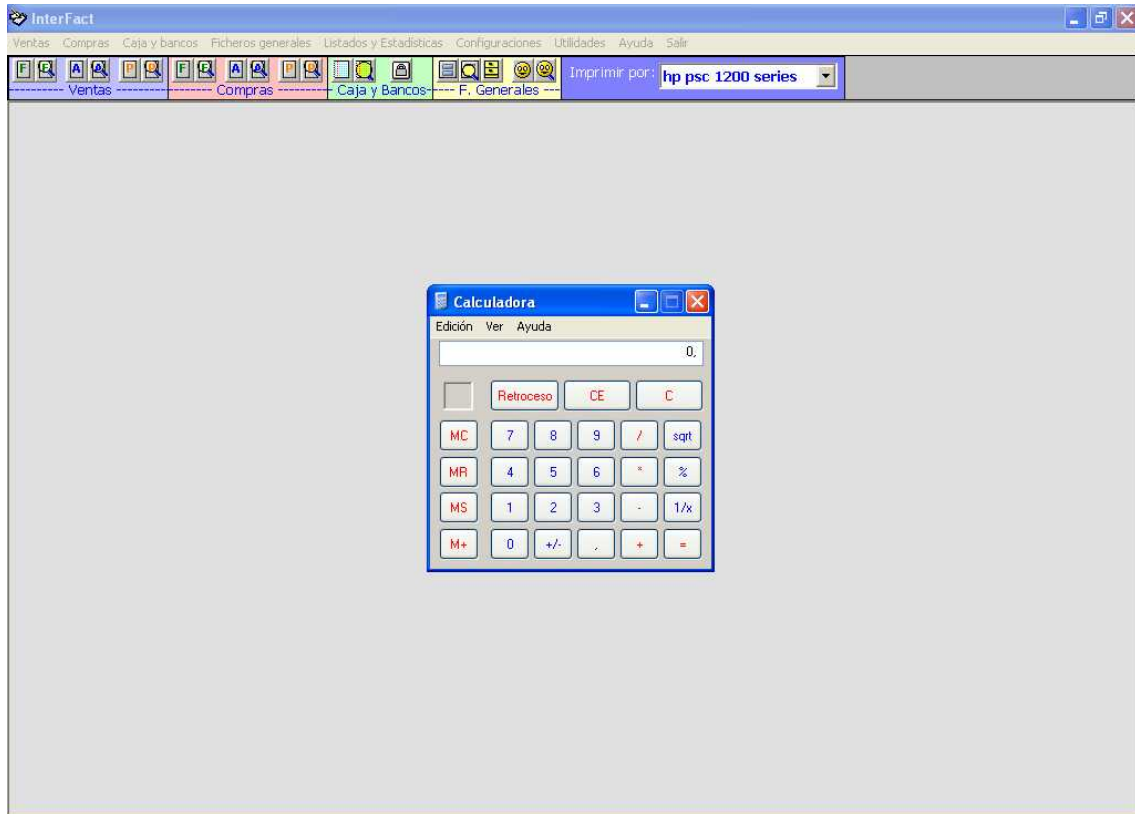 InterFact
Ventas Compras Caja y bancos Ficheros generales Listados y Estadísticas Configuraciones Utilidades Ayuda Salir
F F A A P P F F A A P P Imprimir por: hp psc 1200 series
Ventas Compras Caja y Bancos F. Generales
Calculadora
Edición Ver Ayuda
0,
Retroceso CE C
MC 7 8 9 / sqrt
MR 4 5 6 * %
MS 1 2 3 - 1/x
M+ 0 +/- , + =